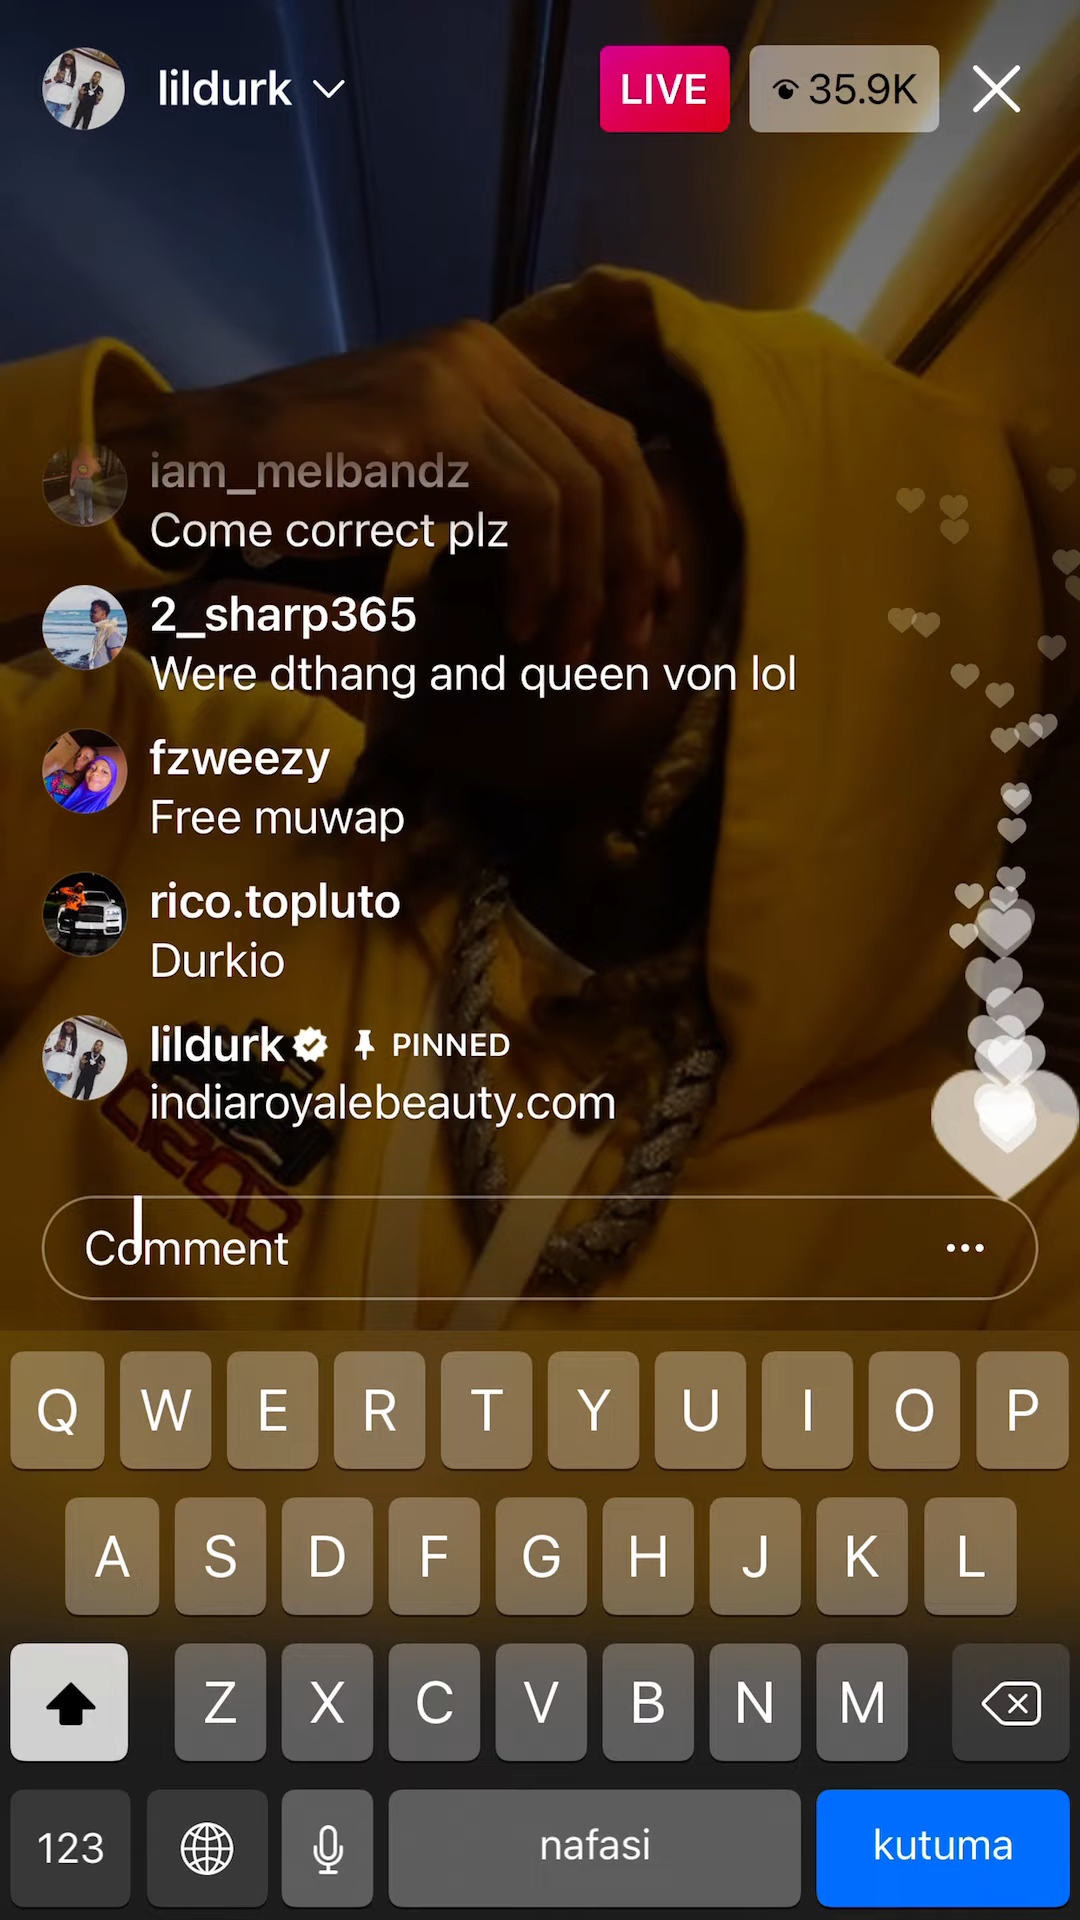 lildurk
LIVE
35.9K
iam_melbandz
Come correct plz
2_sharp365
Were dthang and queen von lol
fzweezy
Free muwap
rico.topluto
Durkio
lildurk PINNED
indiaroyalebeauty.com
Comment
Q W E R T Y U I O P
A S D F G H J K L
Z X C V B N M
123 nafasi kutuma